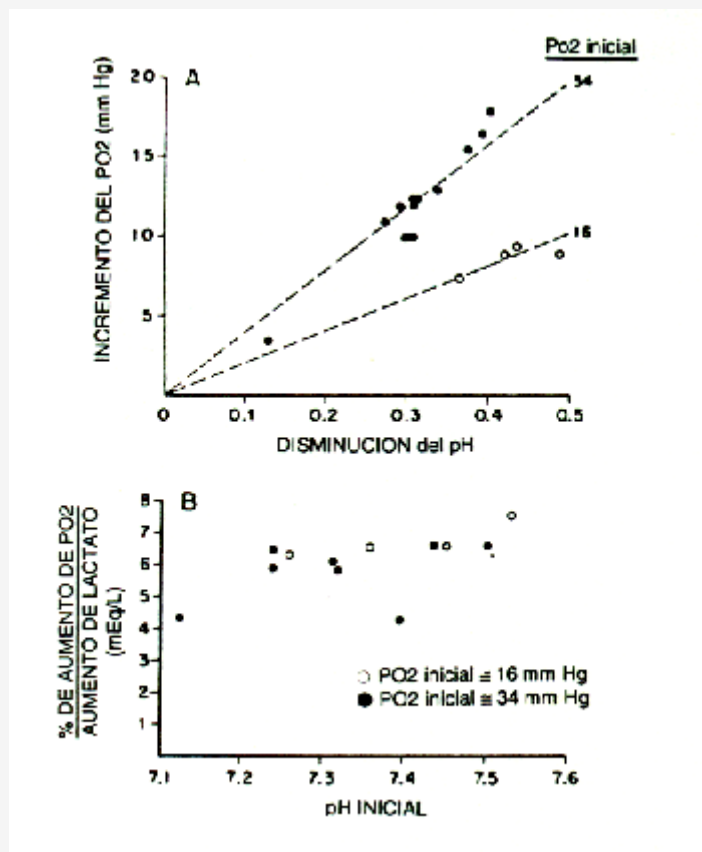 Po2 inicial
A
INCREMENTO DEL PO2 (mm Hg)
20
15
10
5
34
16
0 0.1 0.2 0.3 0.4 0.5
DISMINUCION del pH
B
% DE AUMENTO DE PO2
AUMENTO DE LACTATO
(mEq/L)
8
7
6
5
4
3
2
1
○ PO2 inicial ≅ 16 mm Hg
● PO2 inicial ≅ 34 mm Hg
7.1 7.2 7.3 7.4 7.5 7.6
pH INICIAL